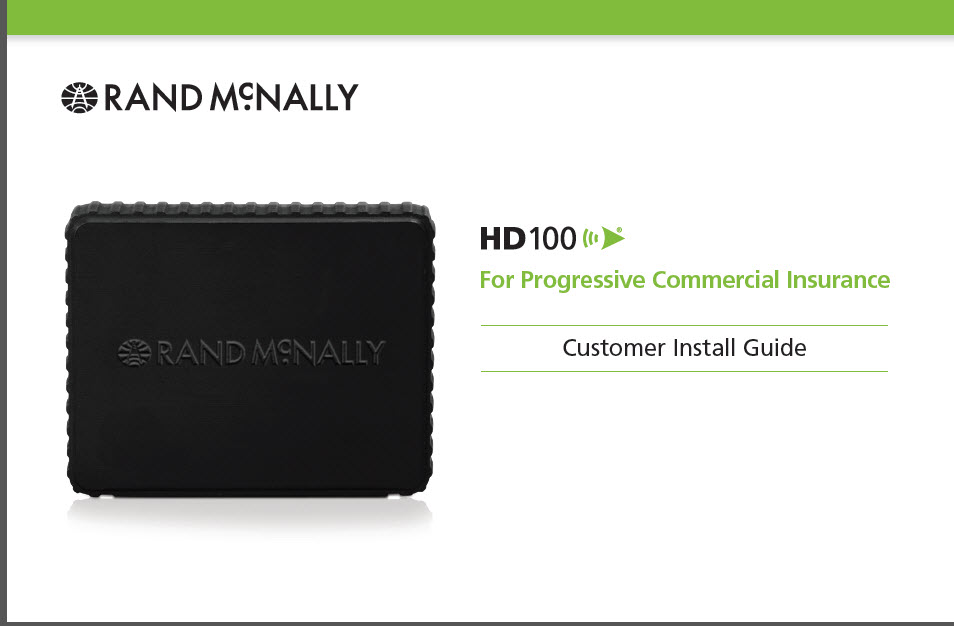 RAND McNALLY
HD100
For Progressive Commercial Insurance
Customer Install Guide
RAND McNALLY